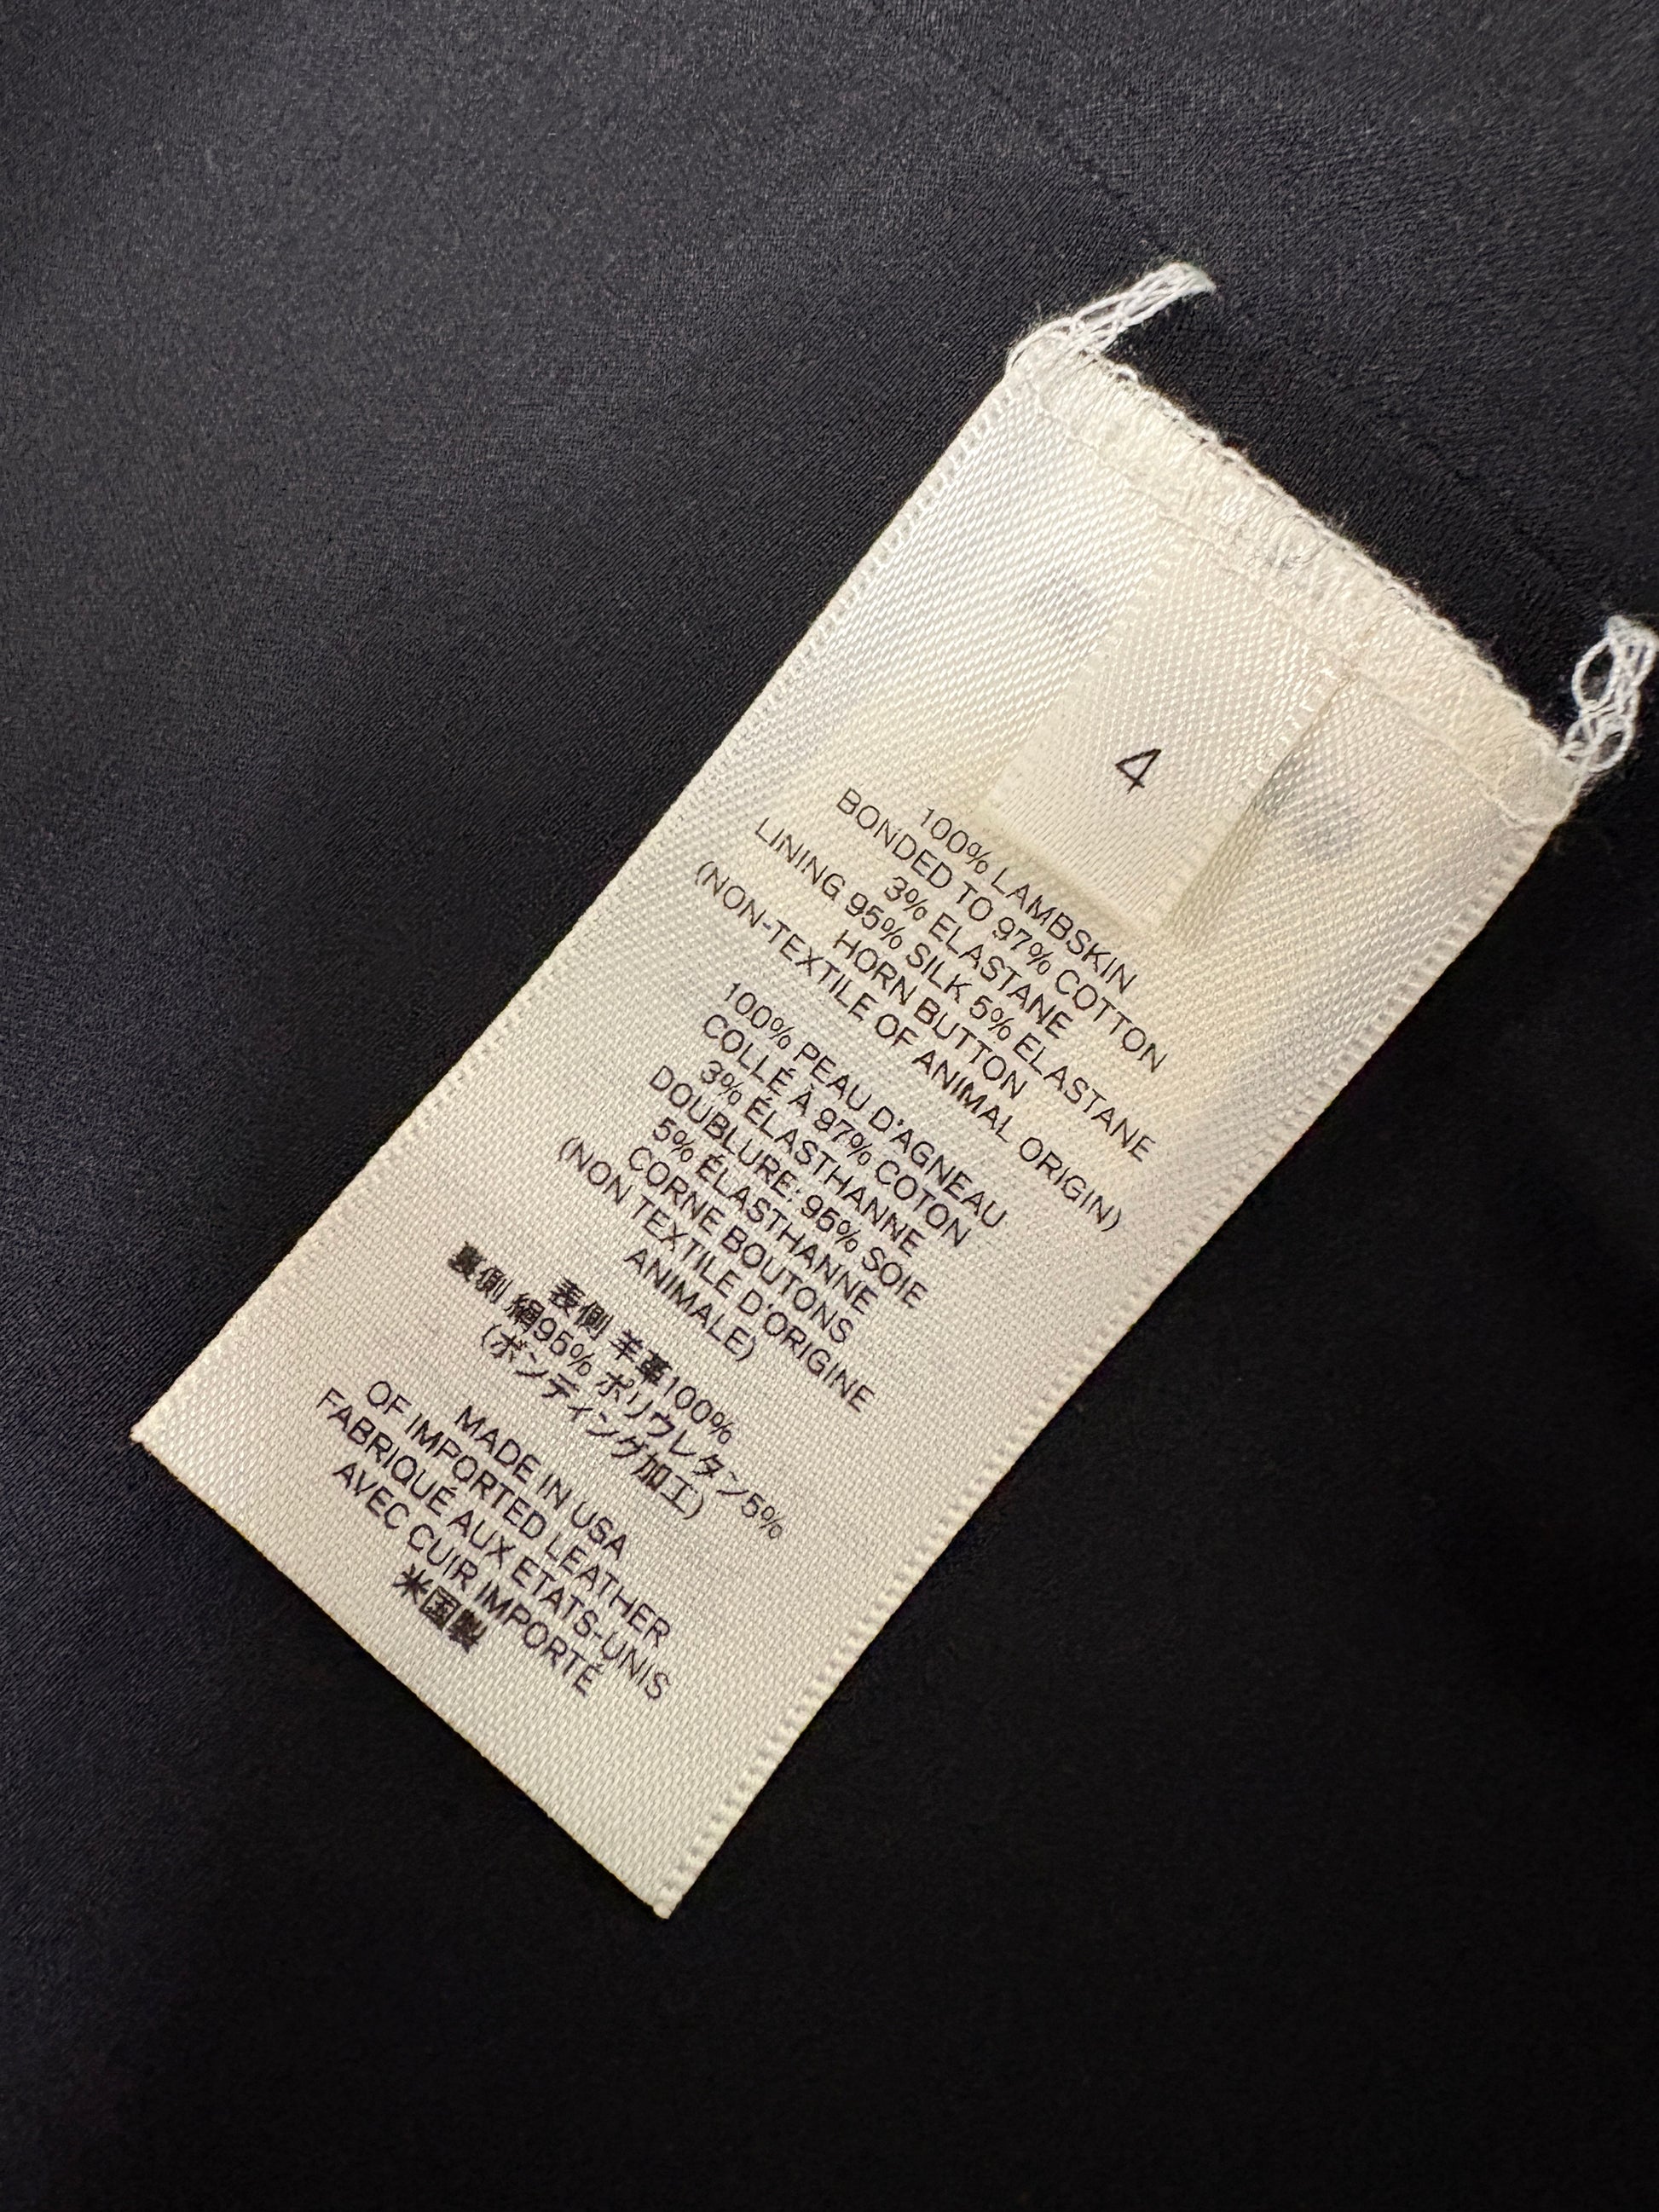 4
100% LAMBSKIN
BONDED TO 97% COTTON
3% ELASTANE
LINING 95% SILK 5% ELASTANE
HORN BUTTON
(NON-TEXTILE OF ANIMAL ORIGIN)
100% PEAU D'AGNEAU
COLLÉ À 97% COTON
3% ÉLASTHANNE
DOUBLURE: 95% SOIE
5% ÉLASTHANNE
CORNE BOUTONS
(NON TEXTILE D'ORIGINE
ANIMALE)
表側 羊革100%
裏側 絹95% ポリウレタン5%
(ボンディング加工)
MADE IN USA
OF IMPORTED LEATHER
FABRIQUÉ AUX ETATS-UNIS
AVEC CUIR IMPORTÉ
米国製